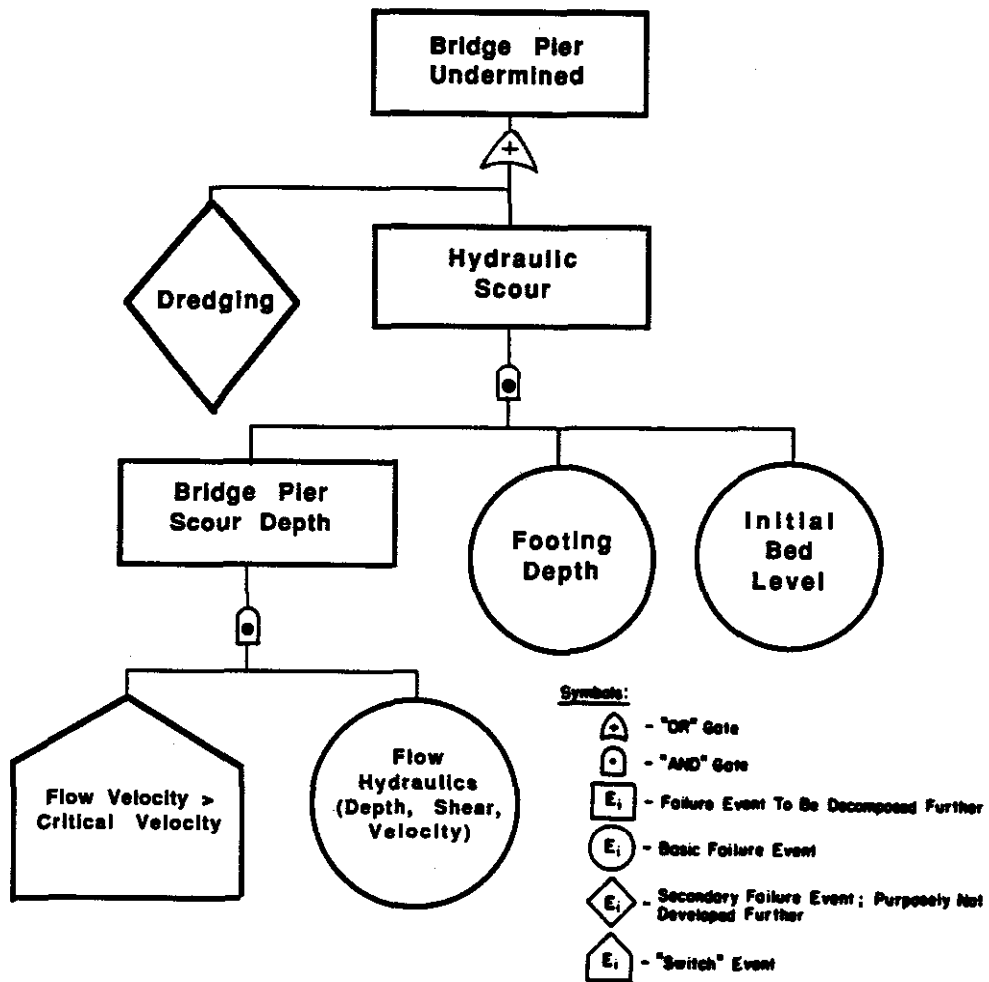 Bridge Pier
Undermined
+
Dredging
Hydraulic
Scour
Bridge Pier
Scour Depth
Footing
Depth
Initial
Bed
Level
Flow Velocity >
Critical Velocity
Flow
Hydraulics
(Depth, Shear,
Velocity)
Symbols:
+ - "OR" Gate
- "AND" Gate
Ei - Failure Event To Be Decomposed Further
Ei - Basic Failure Event
Ei - Secondary Failure Event; Purposely Not
Developed Further
Ei - "Switch" Event